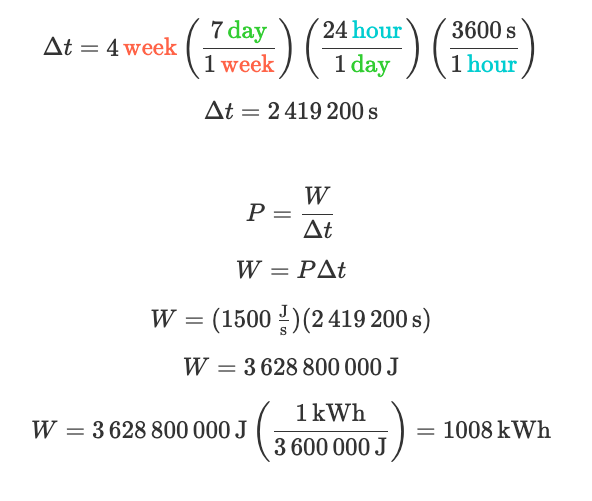 Δt = 4 week (7 day / 1 week) (24 hour / 1 day) (3600 s / 1 hour)
Δt = 2 419 200 s
P = W / Δt
W = PΔt
W = (1500 J/s)(2 419 200 s)
W = 3 628 800 000 J
W = 3 628 800 000 J (1 kWh / 3 600 000 J) = 1008 kWh